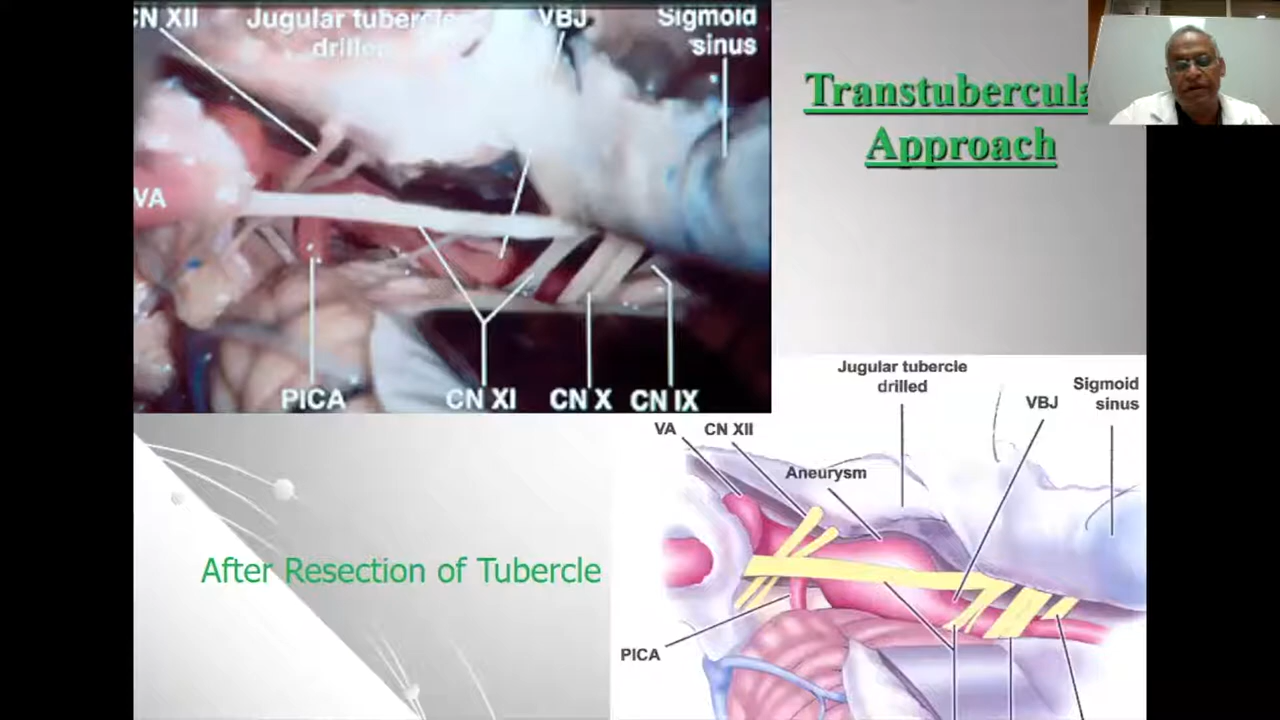 CN XII
Jugular tubercle
drilled
VBJ
Sigmoid
sinus
VA
PICA
CN XI
CN X
CN IX
Transtubercula
Approach
Jugular tubercle
drilled
Sigmoid
sinus
VBJ
VA
CN XII
Aneurysm
PICA
After Resection of Tubercle